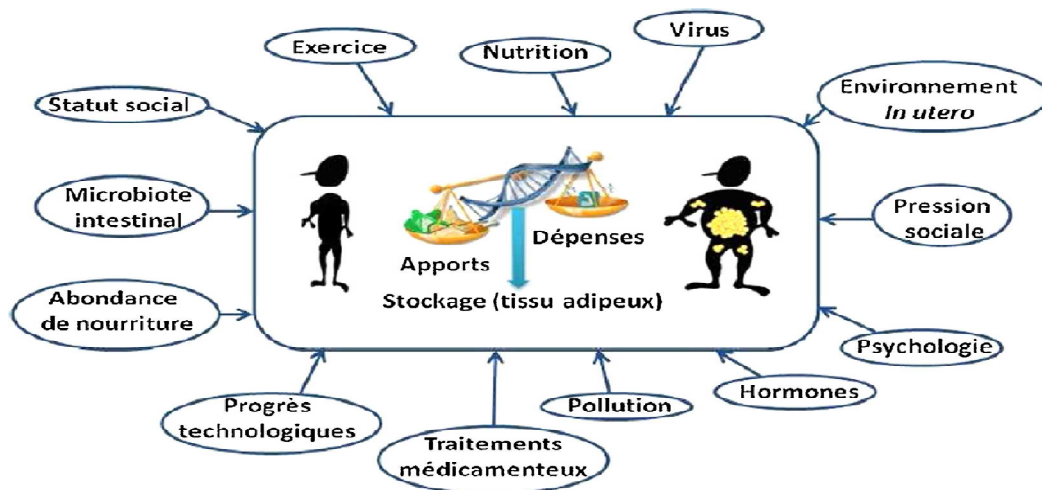 Exercice
Nutrition
Virus
Statut social
Environnement
In utero
Microbiote
intestinal
Pression
sociale
Dépenses
Apports
Stockage (tissu adipeux)
Abondance
de nourriture
Psychologie
Hormones
Pollution
Progrès
technologiques
Traitements
médicamenteux